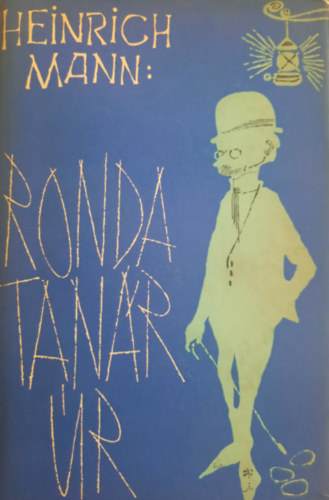 HEINRICH
MANN:
RONDA
TANÁR
ÚR